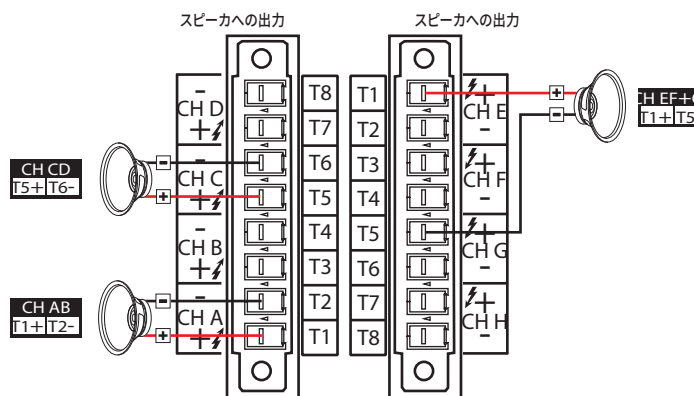 スピーカへの出力
スピーカへの出力
- CH D + T8 T7
- CH C + T6 T5
- CH B + T4 T3
- CH A + T2 T1
T1 T2 + CH E -
T3 T4 + CH F -
T5 T6 + CH G -
T7 T8 + CH H -
CH CD
T5+ T6-
- +
CH AB
T1+ T2-
- +
+ -
CH EF+
T1+ T5